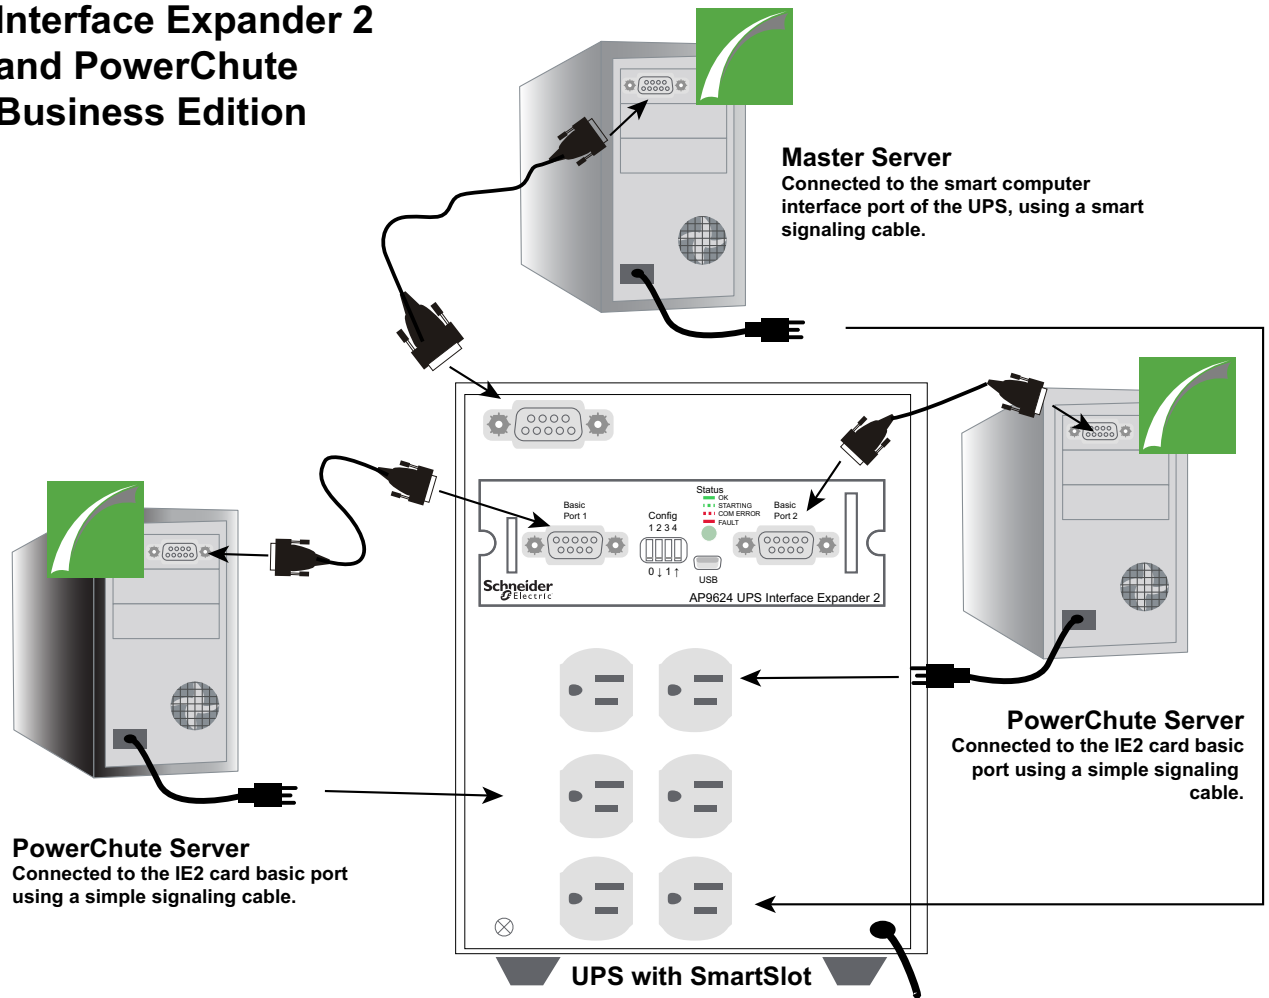 Interface Expander 2
and PowerChute
Business Edition
Master Server
Connected to the smart computer
interface port of the UPS, using a smart
signaling cable.
Status
OK
STARTING
COM ERROR
FAULT
Basic
Port 1
Config
1 2 3 4
0 ↓ 1 ↑
USB
Basic
Port 2
Schneider
Electric
AP9624 UPS Interface Expander 2
PowerChute Server
Connected to the IE2 card basic
port using a simple signaling
cable.
PowerChute Server
Connected to the IE2 card basic port
using a simple signaling cable.
UPS with SmartSlot